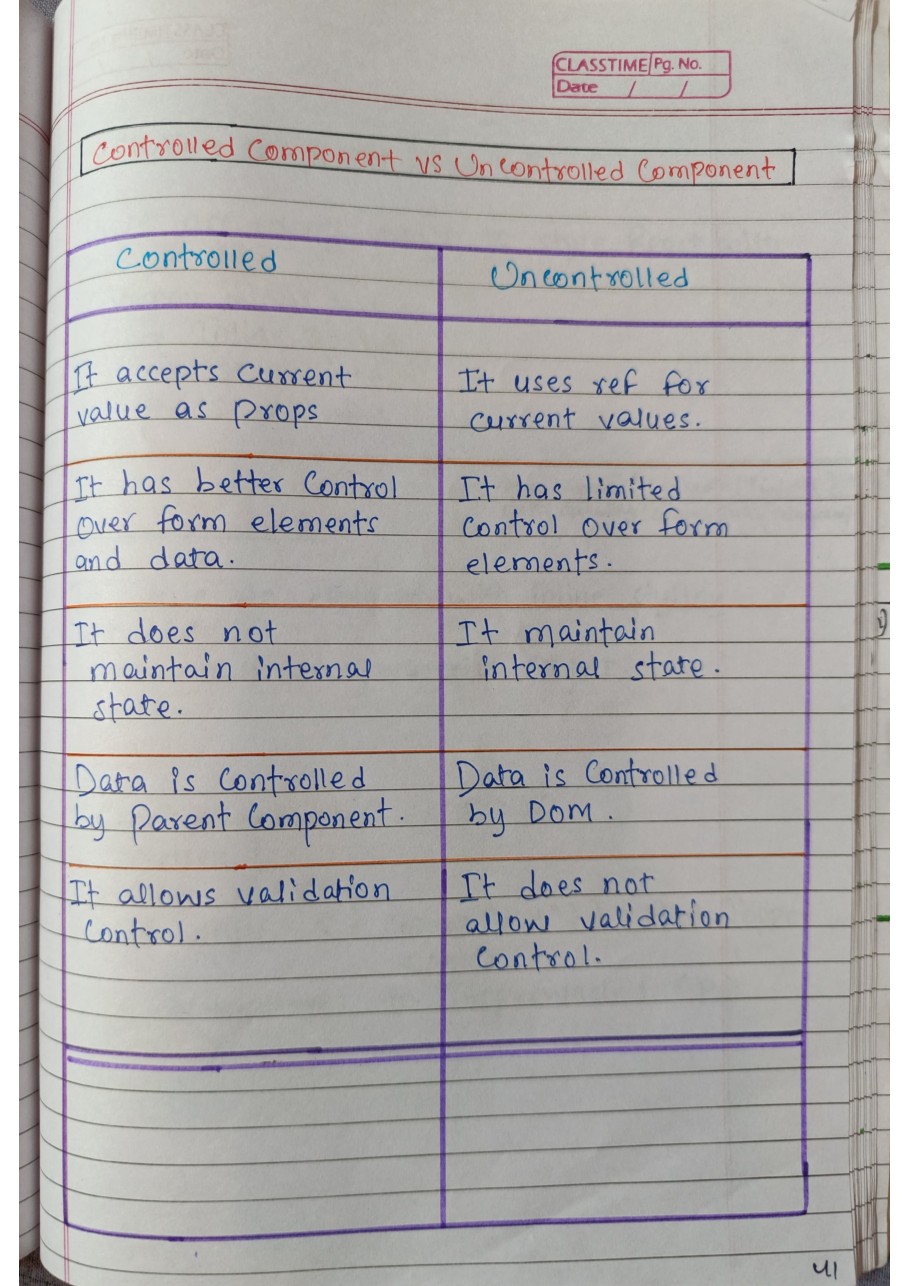 CLASSTIME Pg. No.
Date / /
Controlled Component vs Uncontrolled Component
Controlled
Uncontrolled
It accepts Current
value as props
It uses ref for
current values.
It has better Control
over form elements
and data.
It has limited
control over form
elements.
It does not
maintain internal
state.
It maintain
internal state.
Data is Controlled
by Parent Component.
Data is Controlled
by DOM.
It allows validation
Control.
It does not
allow validation
Control.
41